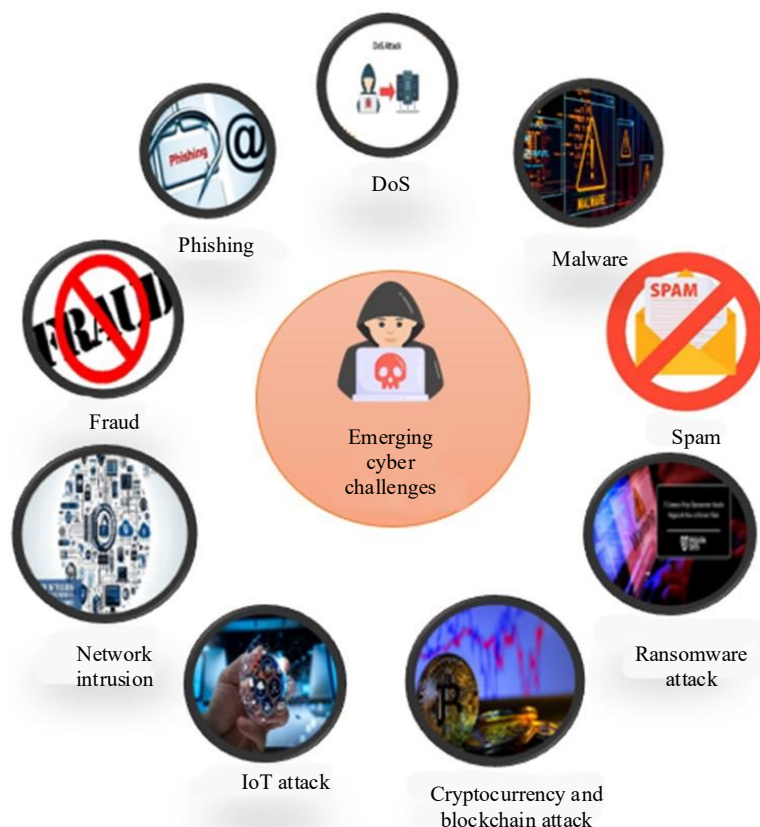 DoS Attack
DoS
Phishing
@
Phishing
MALWARE
Malware
FRAUD
Fraud
SPAM
Spam
Emerging
cyber
challenges
Network
intrusion
Ransomware
attack
IoT attack
Cryptocurrency and
blockchain attack